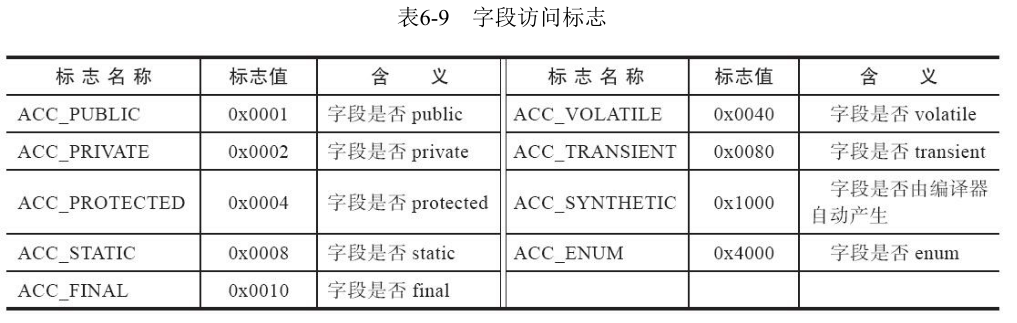 表6-9 字段访问标志
标志名称 标志值 含义 标志名称 标志值 含义
ACC_PUBLIC 0x0001 字段是否 public ACC_VOLATILE 0x0040 字段是否 volatile
ACC_PRIVATE 0x0002 字段是否 private ACC_TRANSIENT 0x0080 字段是否 transient
ACC_PROTECTED 0x0004 字段是否 protected ACC_SYNTHETIC 0x1000 字段是否由编译器
自动产生
ACC_STATIC 0x0008 字段是否 static ACC_ENUM 0x4000 字段是否 enum
ACC_FINAL 0x0010 字段是否 final